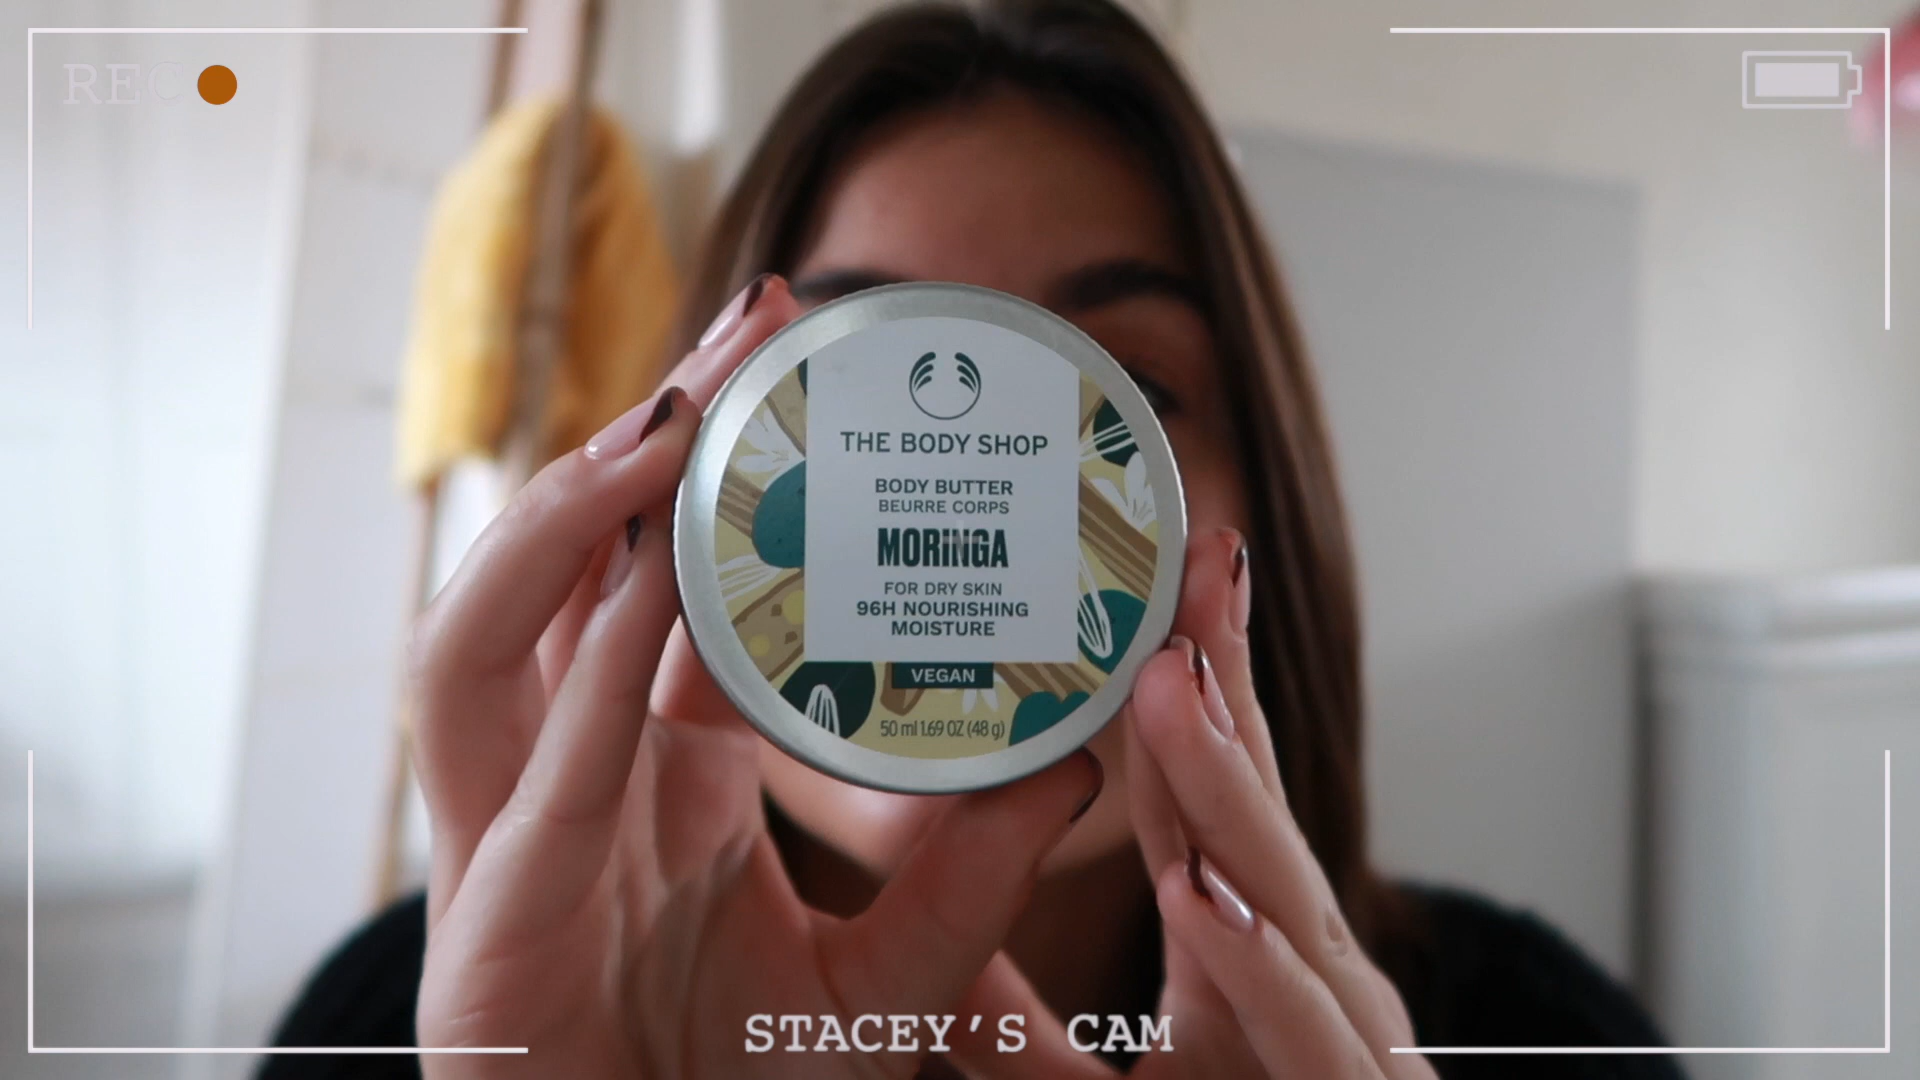 REC
THE BODY SHOP
BODY BUTTER
BEURRE CORPS
MORINGA
FOR DRY SKIN
96H NOURISHING
MOISTURE
VEGAN
50 ml 1.69 OZ (48 g)
STACEY'S CAM